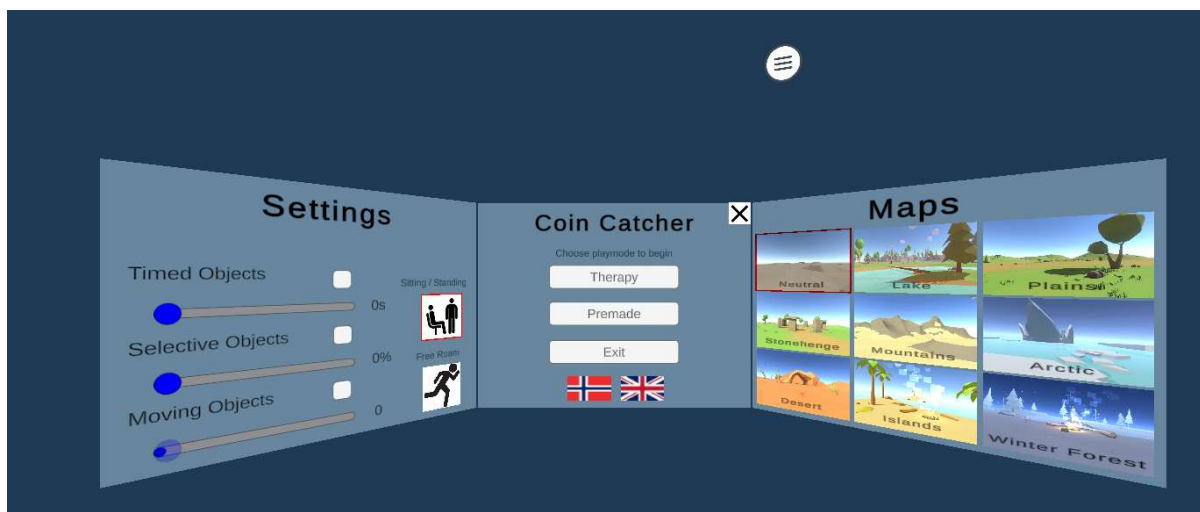 Settings
Timed Objects
0s
Selective Objects
0%
Moving Objects
0
Sitting / Standing
Free Roam
Coin Catcher
Choose playmode to begin
Therapy
Premade
Exit
Maps
Neutral
Lake
Plains
Stonehenge
Mountains
Arctic
Desert
Islands
Winter Forest